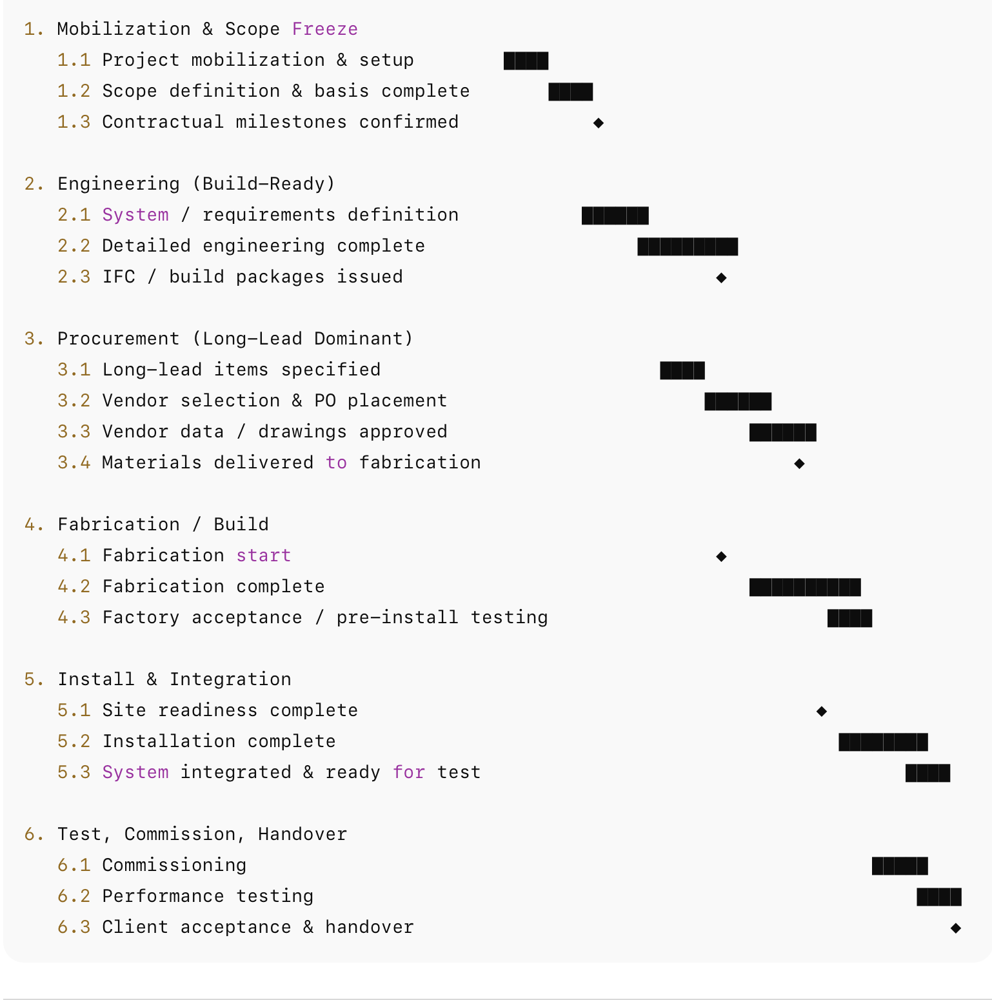 1. Mobilization & Scope Freeze
1.1 Project mobilization & setup ████
1.2 Scope definition & basis complete ████
1.3 Contractual milestones confirmed ◆
2. Engineering (Build-Ready)
2.1 System / requirements definition ██████
2.2 Detailed engineering complete █████████
2.3 IFC / build packages issued ◆
3. Procurement (Long-Lead Dominant)
3.1 Long-lead items specified ████
3.2 Vendor selection & PO placement ██████
3.3 Vendor data / drawings approved ██████
3.4 Materials delivered to fabrication ◆
4. Fabrication / Build
4.1 Fabrication start ◆
4.2 Fabrication complete ██████████
4.3 Factory acceptance / pre-install testing ████
5. Install & Integration
5.1 Site readiness complete ◆
5.2 Installation complete ████████
5.3 System integrated & ready for test ████
6. Test, Commission, Handover
6.1 Commissioning █████
6.2 Performance testing ████
6.3 Client acceptance & handover ◆